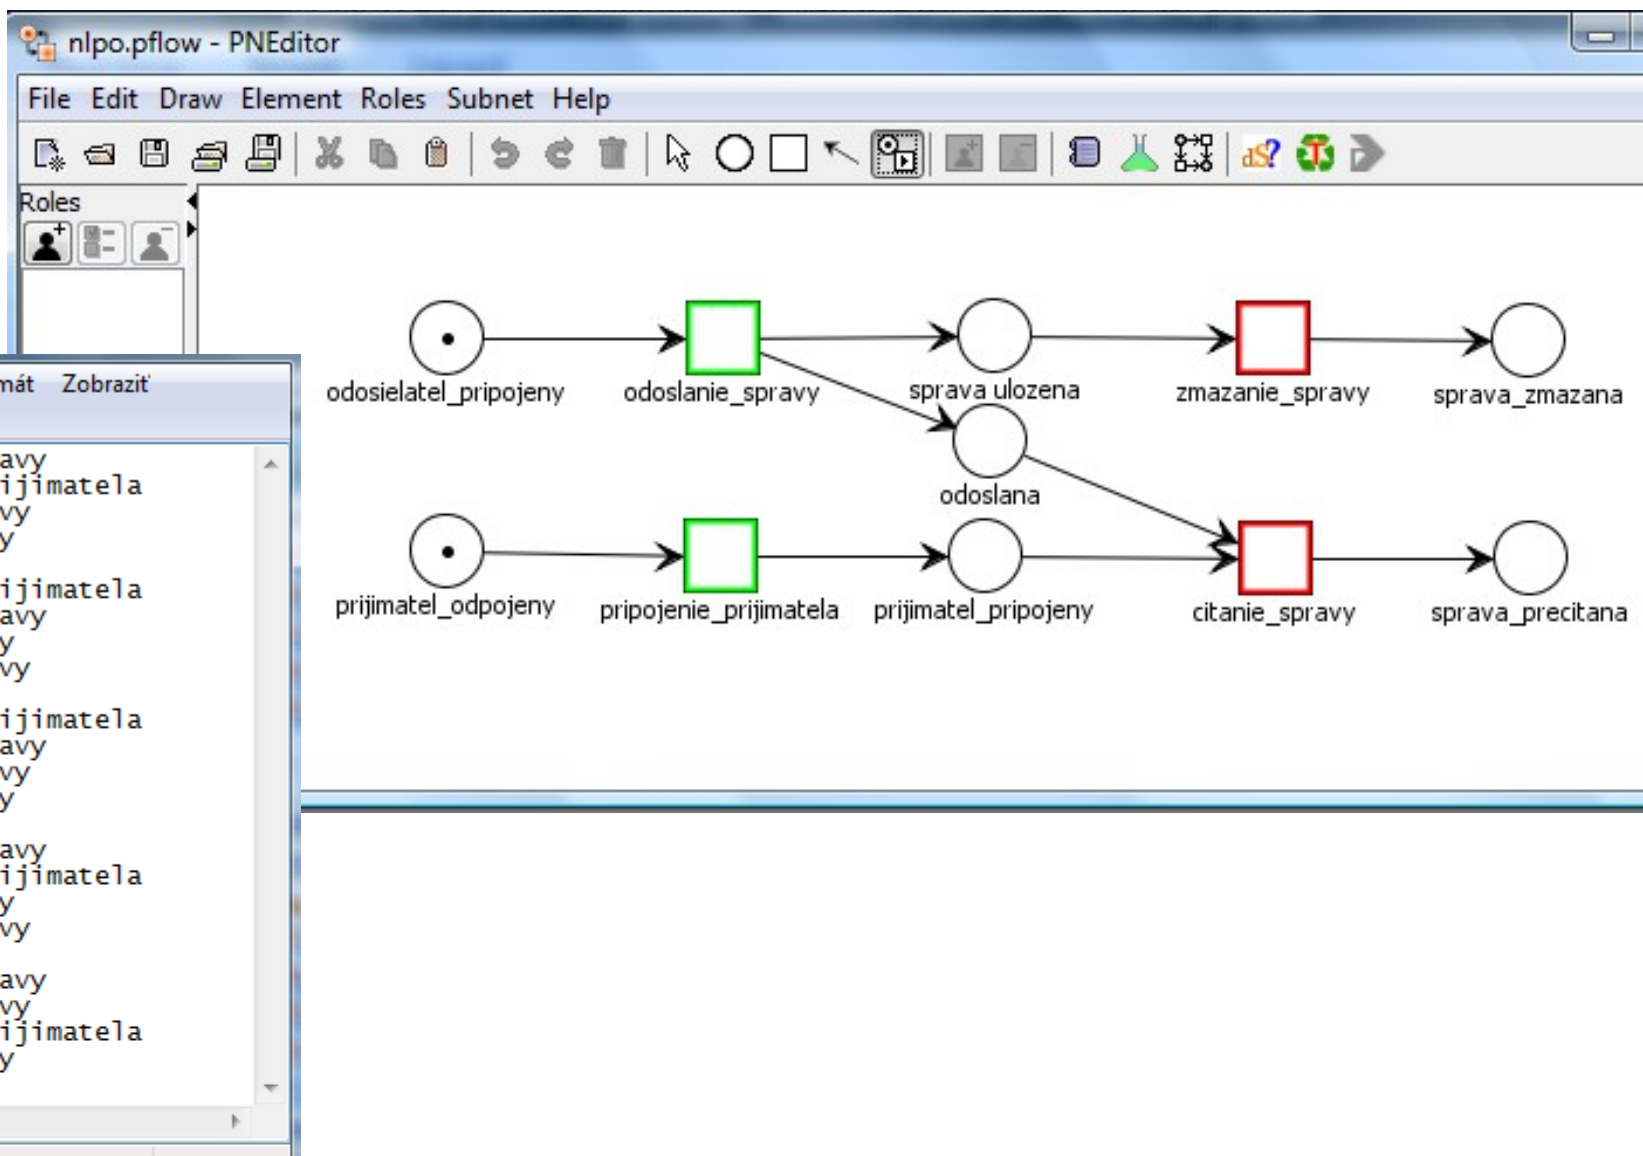 nlpo.pflow - PNEditor
File Edit Draw Element Roles Subnet Help
dS? T
Roles
odosielatel_pripojeny
odoslanie_spravy
sprava ulozena
zmazanie_spravy
sprava_zmazana
odoslana
prijimatel_odpojeny
pripojenie_prijimatela
prijimatel_pripojeny
citanie_spravy
sprava_precitana
mát Zobraziť
avy
ijimatela
vy
y
ijimatela
avy
y
vy
ijimatela
avy
vy
y
avy
ijimatela
y
vy
avy
vy
ijimatela
y